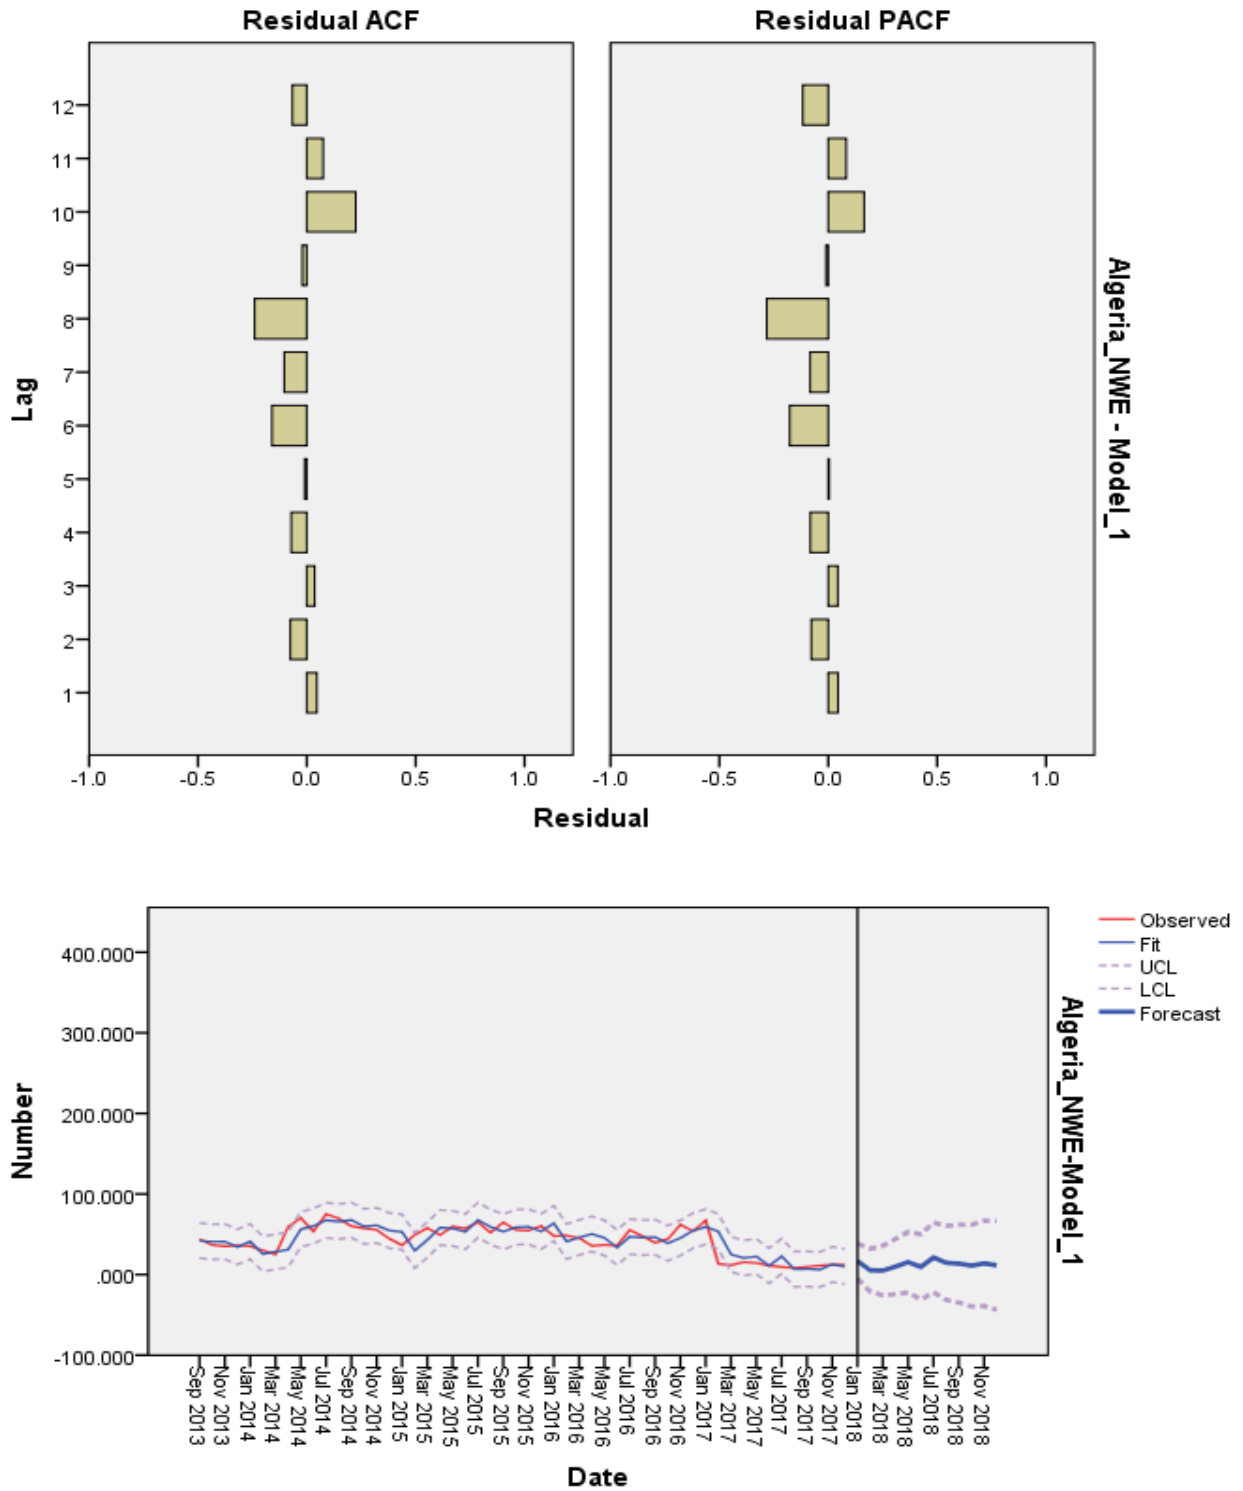 Residual ACF
Residual PACF
12
11
10
9
8
7
6
5
4
3
2
1
Lag
-1.0
-0.5
0.0
0.5
1.0
-1.0
-0.5
0.0
0.5
1.0
Residual
Algeria_NWE - Model_1
400.000
300.000
200.000
100.000
.000
-100.000
Number
Sep 2013
Nov 2013
Jan 2014
Mar 2014
May 2014
Jul 2014
Sep 2014
Nov 2014
Jan 2015
Mar 2015
May 2015
Jul 2015
Sep 2015
Nov 2015
Jan 2016
Mar 2016
May 2016
Jul 2016
Sep 2016
Nov 2016
Jan 2017
Mar 2017
May 2017
Jul 2017
Sep 2017
Nov 2017
Jan 2018
Mar 2018
May 2018
Jul 2018
Sep 2018
Nov 2018
Date
Observed
Fit
UCL
LCL
Forecast
Algeria_NWE-Model_1